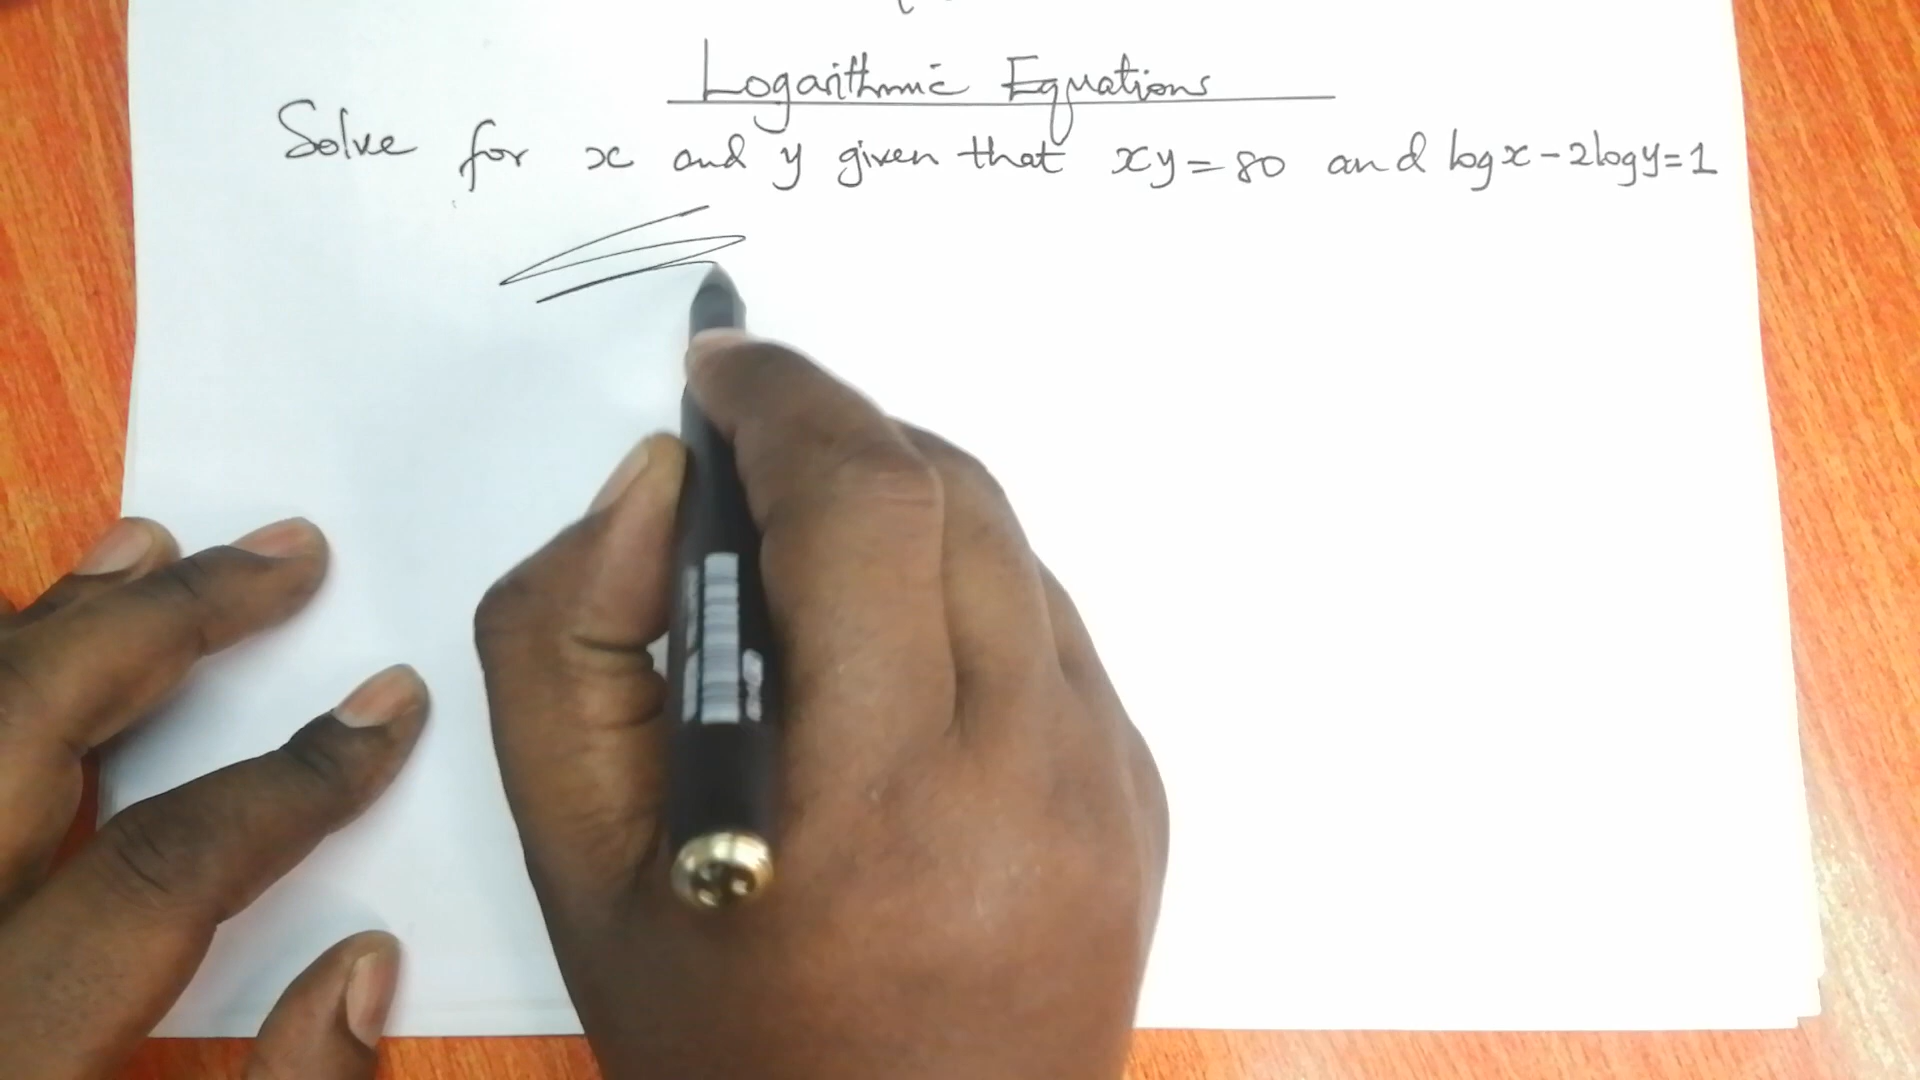 Logarithmic Equations
Solve for x and y given that xy = 80 and log x - 2log y = 1